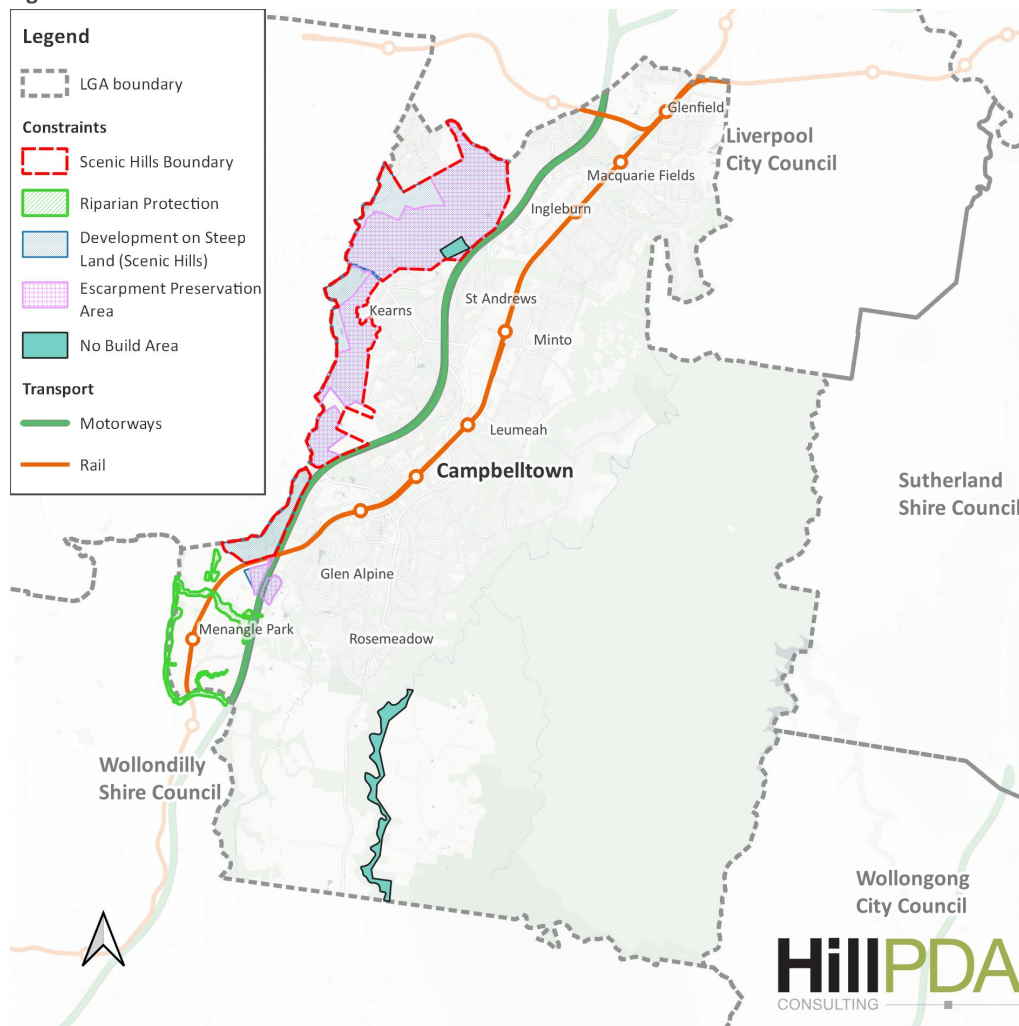 Legend
LGA boundary
Constraints
Scenic Hills Boundary
Riparian Protection
Development on Steep
Land (Scenic Hills)
Escarpment Preservation
Area
No Build Area
Transport
Motorways
Rail
Glenfield
Liverpool
City Council
Macquarie Fields
Ingleburn
St Andrews
Kearns
Minto
Leumeah
Campbelltown
Sutherland
Shire Council
Glen Alpine
Menangle Park
Rosemeadow
Wollondilly
Shire Council
Wollongong
City Council
HillPDA
CONSULTING